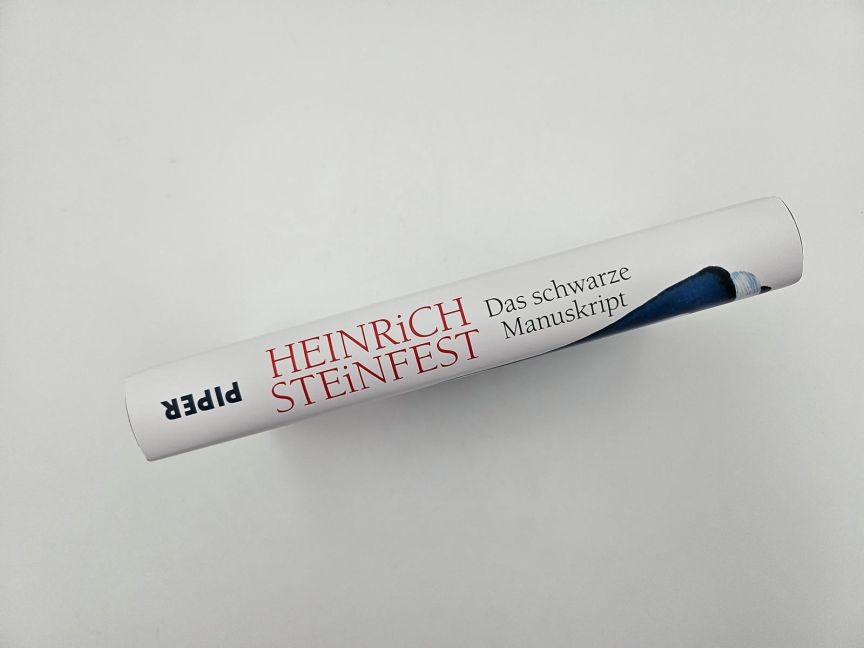 PIPER
HEINRiCH
STEiNFEST
Das schwarze
Manuskript